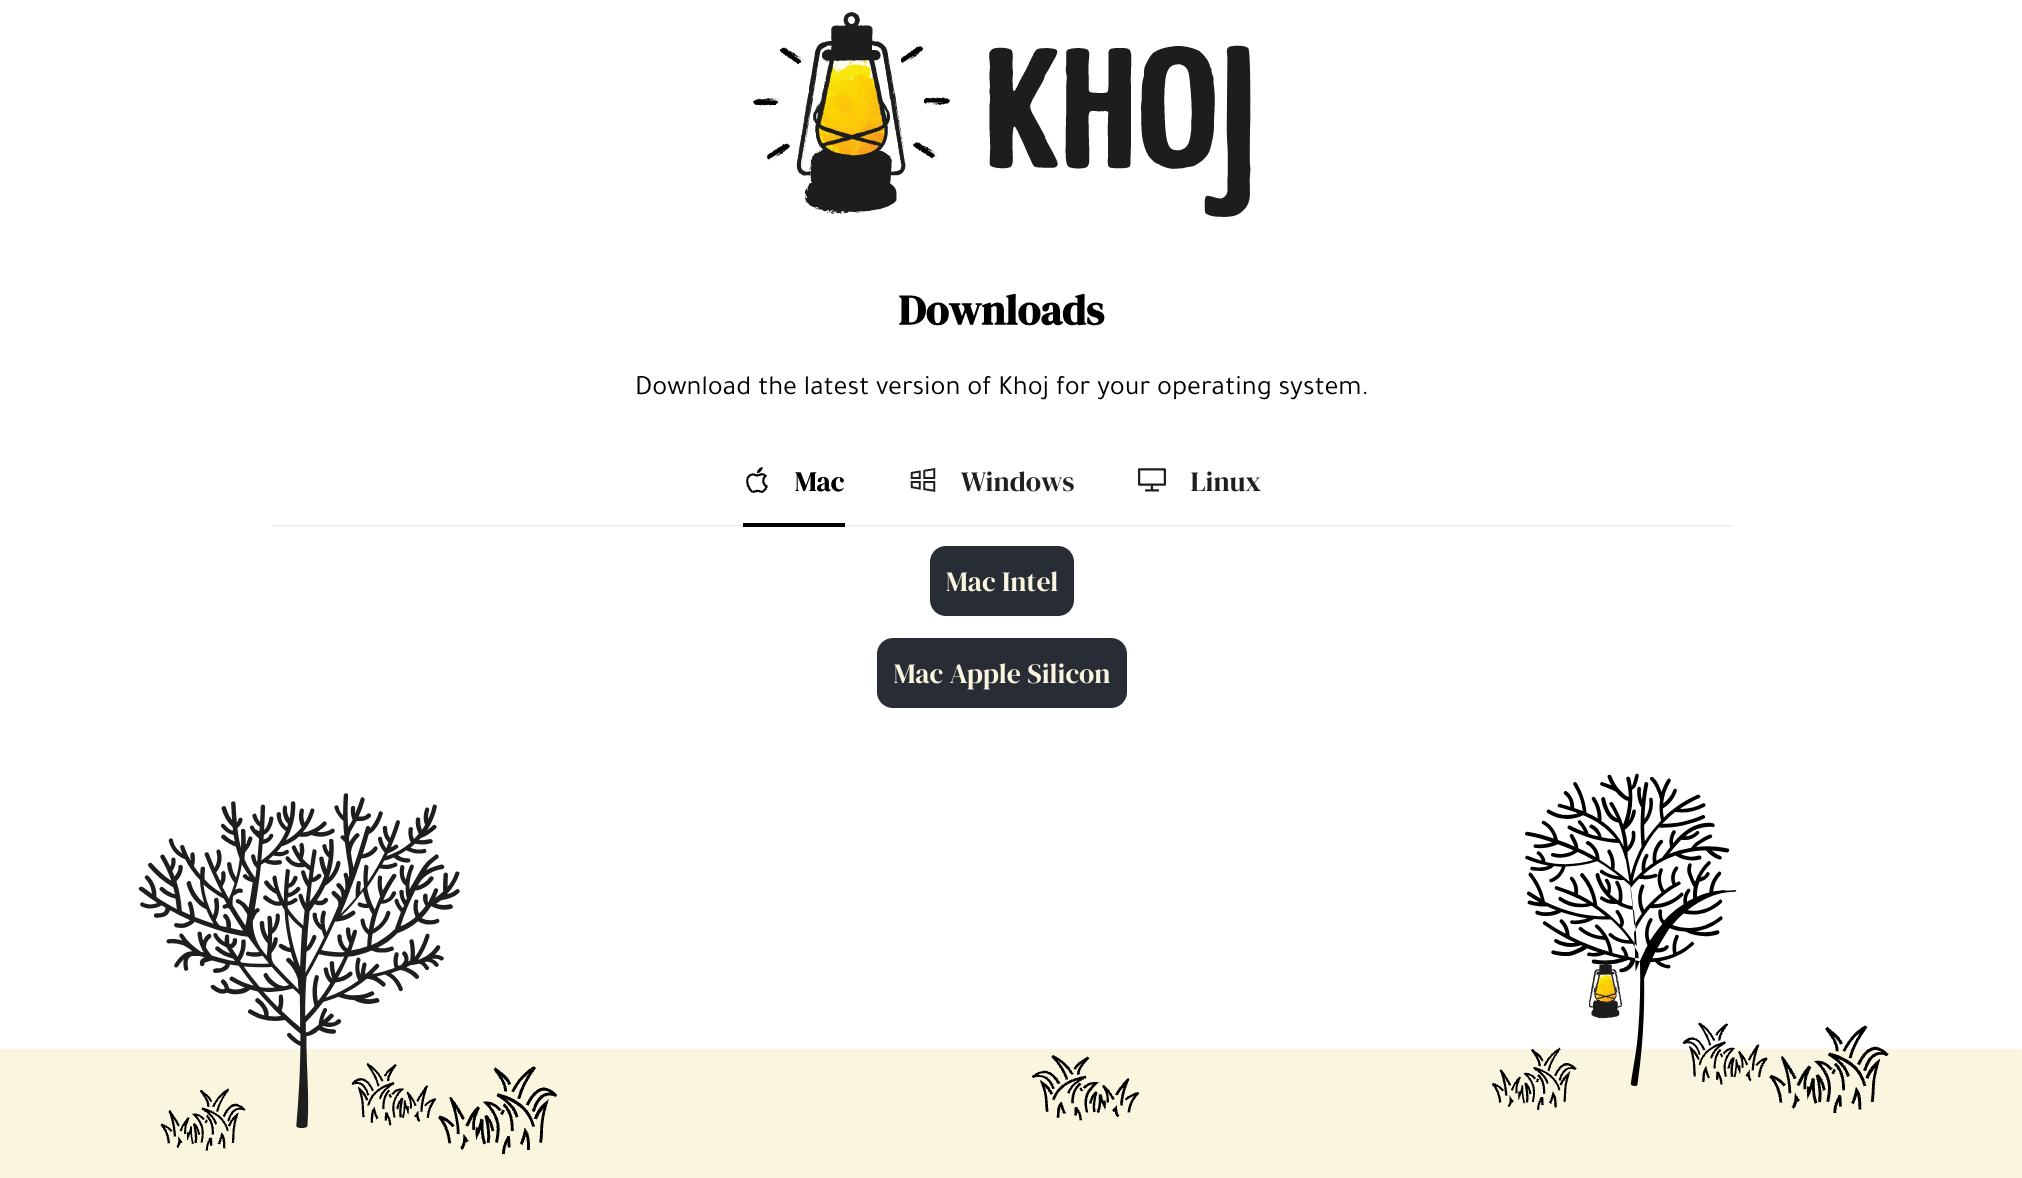 KHOJ
Downloads
Download the latest version of Khoj for your operating system.
Mac Windows Linux
Mac Intel
Mac Apple Silicon